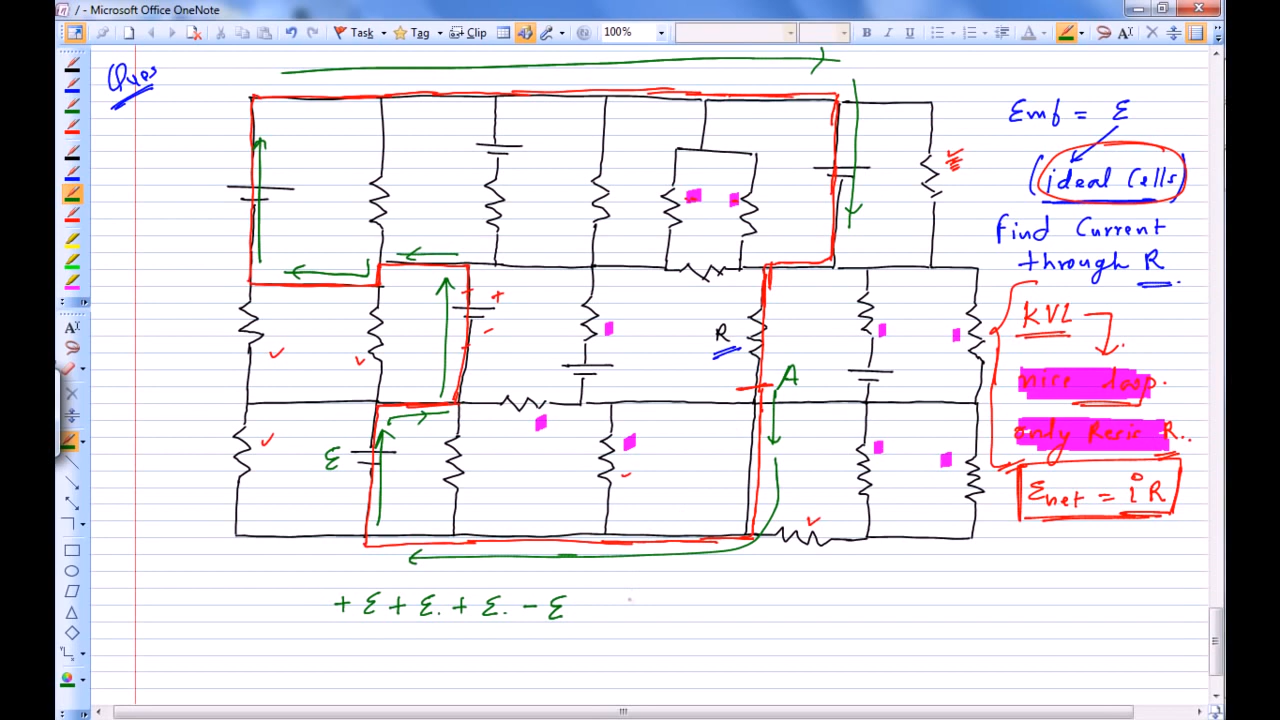 / - Microsoft OneNote
Task
Tag
Clip
100%
B I U
Ques
Emf = ε
(ideal Cells)
find Current
through R
KVL
nice loop.
only Resis R.
εnet = iR
R
A
+
-
ε
+ ε + ε. + ε. - ε